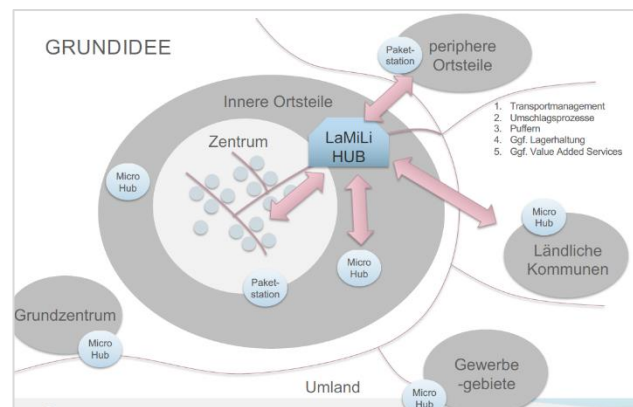 GRUNDIDEE
Paket-
station
periphere
Ortsteile
Innere Ortsteile
1. Transportmanagement
2. Umschlagsprozesse
3. Puffern
4. Ggf. Lagerhaltung
5. Ggf. Value Added Services
Zentrum
LaMiLi
HUB
Micro
Hub
Micro
Hub
Ländliche
Kommunen
Micro
Hub
Paket-
station
Grundzentrum
Micro
Hub
Umland
Gewerbe
-gebiete
Micro
Hub